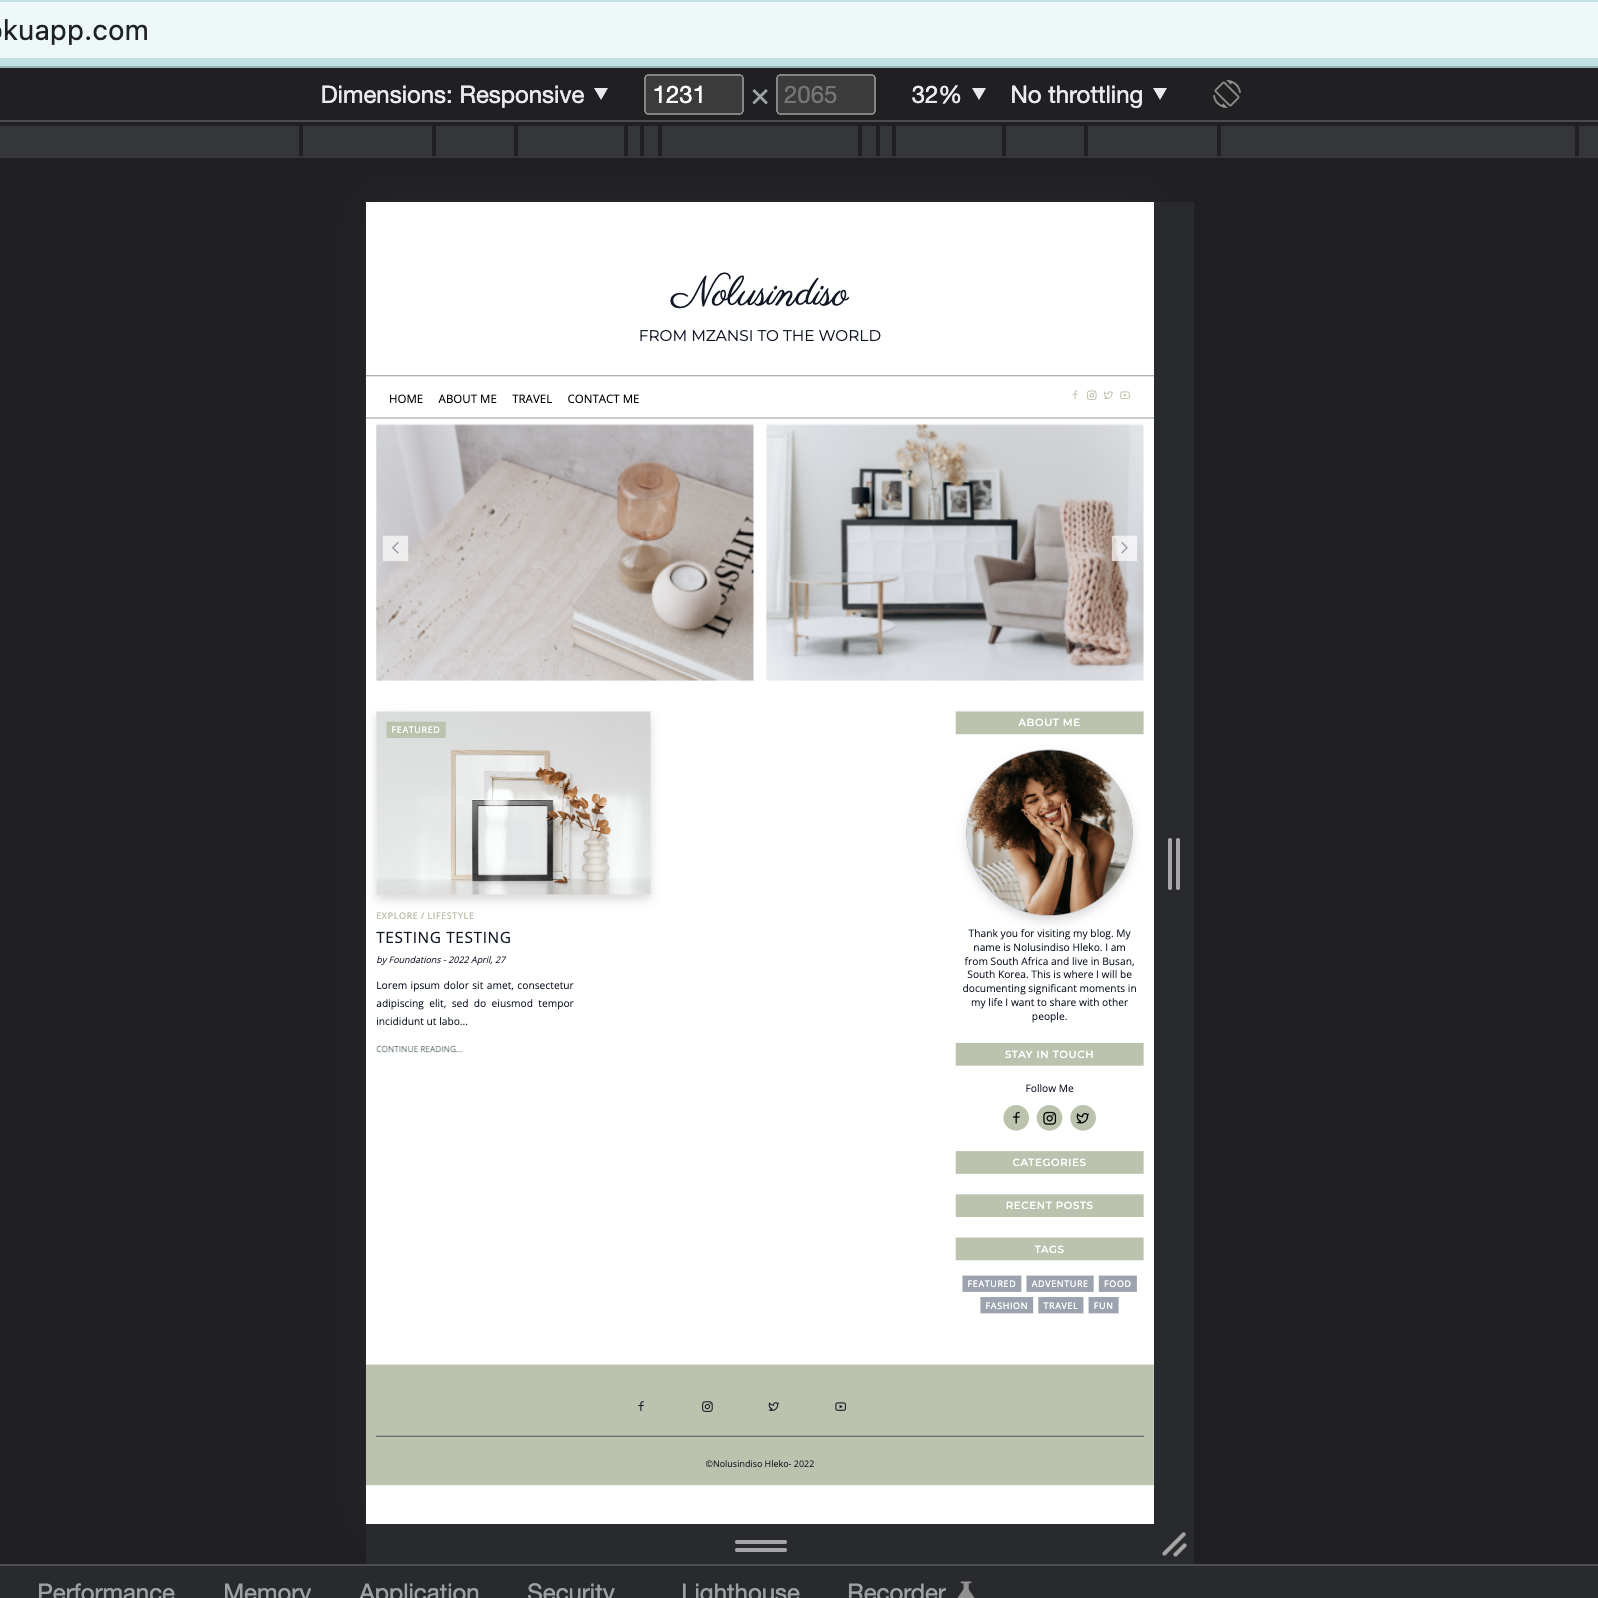 okuapp.com
Dimensions: Responsive 1231 × 2065 32% No throttling
Nolusindiso
FROM MZANSI TO THE WORLD
HOME ABOUT ME TRAVEL CONTACT ME
Artists II
FEATURED
EXPLORE / LIFESTYLE
TESTING TESTING
by Foundations - 2022 April, 27
Lorem ipsum dolor sit amet, consectetur
adipiscing elit, sed do eiusmod tempor
incididunt ut labo...
CONTINUE READING...
ABOUT ME
Thank you for visiting my blog. My
name is Nolusindiso Hleko. I am
from South Africa and live in Busan,
South Korea. This is where I will be
documenting significant moments in
my life I want to share with other
people.
STAY IN TOUCH
Follow Me
CATEGORIES
RECENT POSTS
TAGS
FEATURED ADVENTURE FOOD
FASHION TRAVEL FUN
©Nolusindiso Hleko- 2022
Performance Memory Application Security Lighthouse Recorder